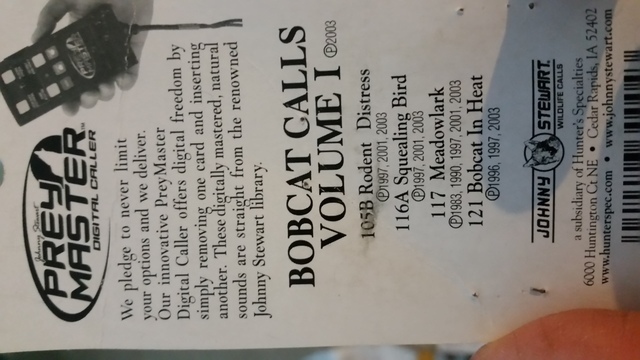 Johnny Stewart
PREY
MASTER
DIGITAL CALLER
We pledge to never limit
your options and we deliver.
Our innovative PreyMaster
Digital Caller offers digital freedom by
simply removing one card and inserting
another. These digitally mastered, natural
sounds are straight from the renowned
Johnny Stewart library.
BOBCAT CALLS
VOLUME I ℗2003
105B Rodent Distress
℗1997, 2001, 2003
116A Squealing Bird
℗1997, 2001, 2003
117 Meadowlark
℗1983, 1990, 1997, 2001, 2003
121 Bobcat In Heat
℗1996, 1997, 2003
JOHNNY STEWART.
WILDLIFE CALLS
a subsidiary of Hunter's Specialties
6000 Huntington Ct NE • Cedar Rapids, IA 52402
www.hunterspec.com • www.johnnystewart.com